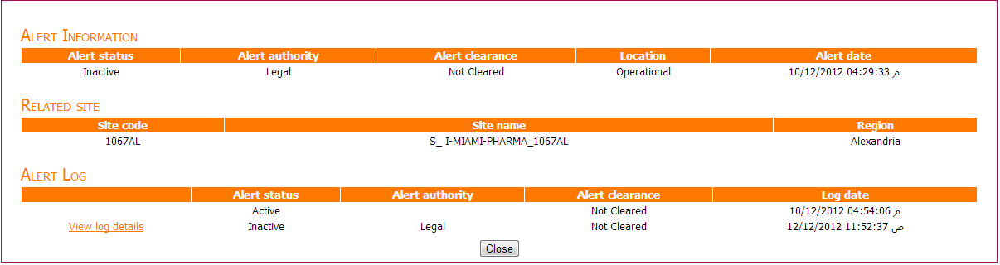 Alert Information
Alert status Alert authority Alert clearance Location Alert date
Inactive Legal Not Cleared Operational 10/12/2012 04:29:33 م
Related site
Site code Site name Region
1067AL S_ I-MIAMI-PHARMA_1067AL Alexandria
Alert Log
Alert status Alert authority Alert clearance Log date
Active Not Cleared 10/12/2012 04:54:06 م
View log details Inactive Legal Not Cleared 12/12/2012 11:52:37 ص
Close